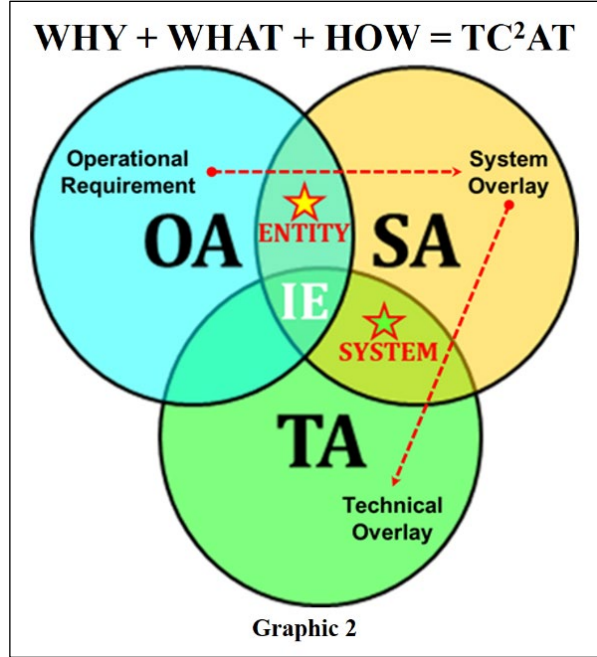 WHY + WHAT + HOW = TC²AT
Operational
Requirement
System
Overlay
ENTITY
OA
SA
IE
SYSTEM
TA
Technical
Overlay
Graphic 2